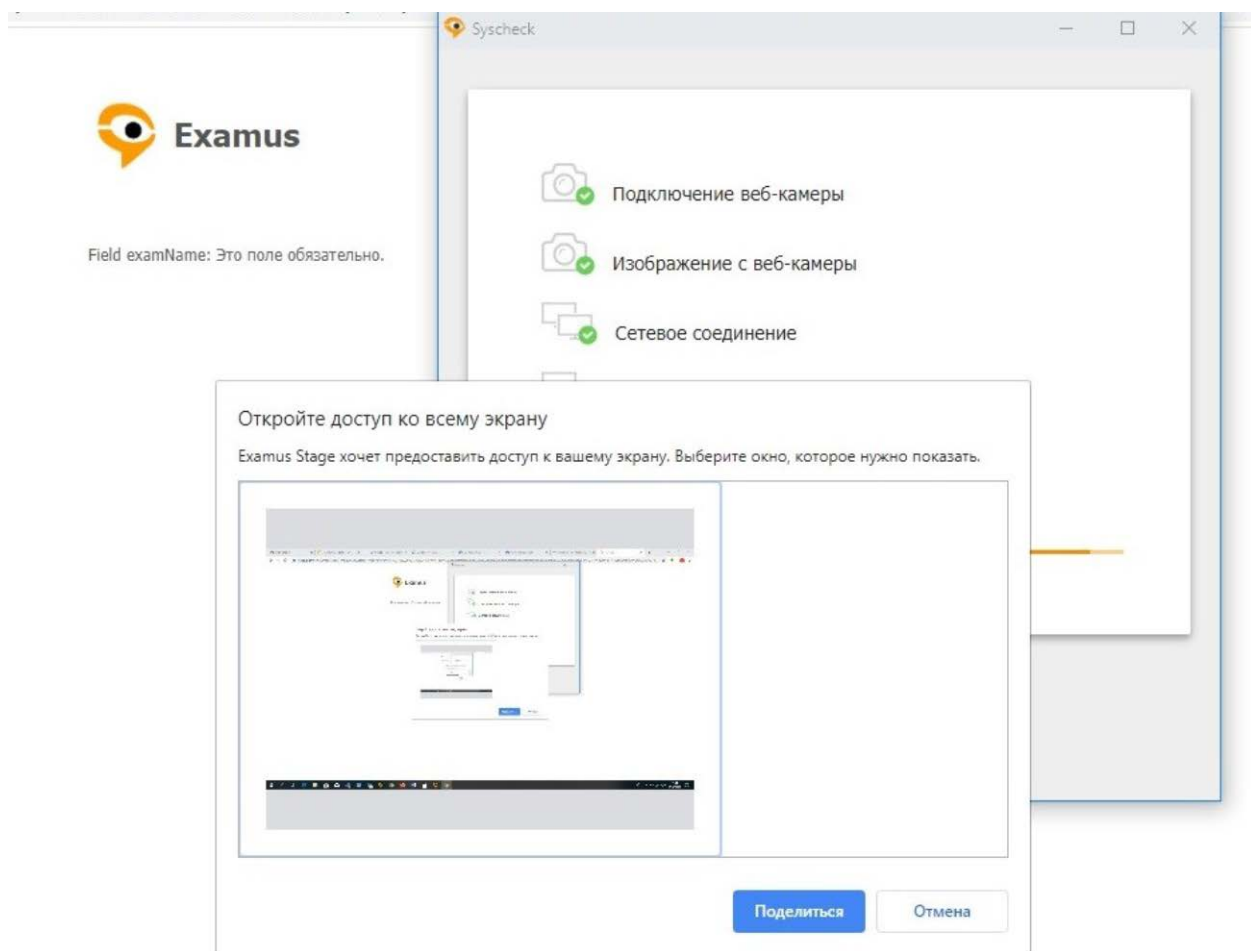 Syscheck
Examus
Field examName: Это поле обязательно.
Подключение веб-камеры
Изображение с веб-камеры
Сетевое соединение
Откройте доступ ко всему экрану
Examus Stage хочет предоставить доступ к вашему экрану. Выберите окно, которое нужно показать.
Examus
Поделиться
Отмена